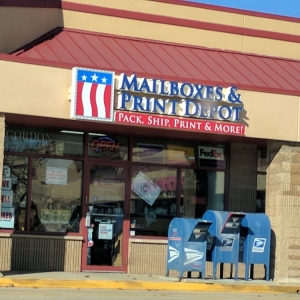 MAILBOXES &
PRINT DEPOT
PACK, SHIP, PRINT & MORE!
OPEN
FedEx